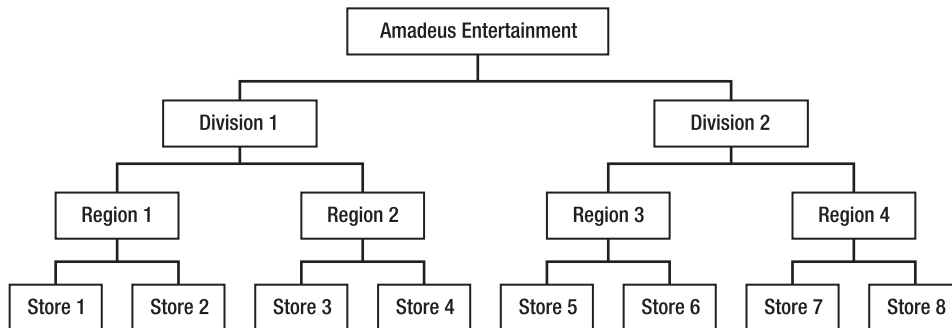 Amadeus Entertainment
Division 1
Division 2
Region 1
Region 2
Region 3
Region 4
Store 1
Store 2
Store 3
Store 4
Store 5
Store 6
Store 7
Store 8